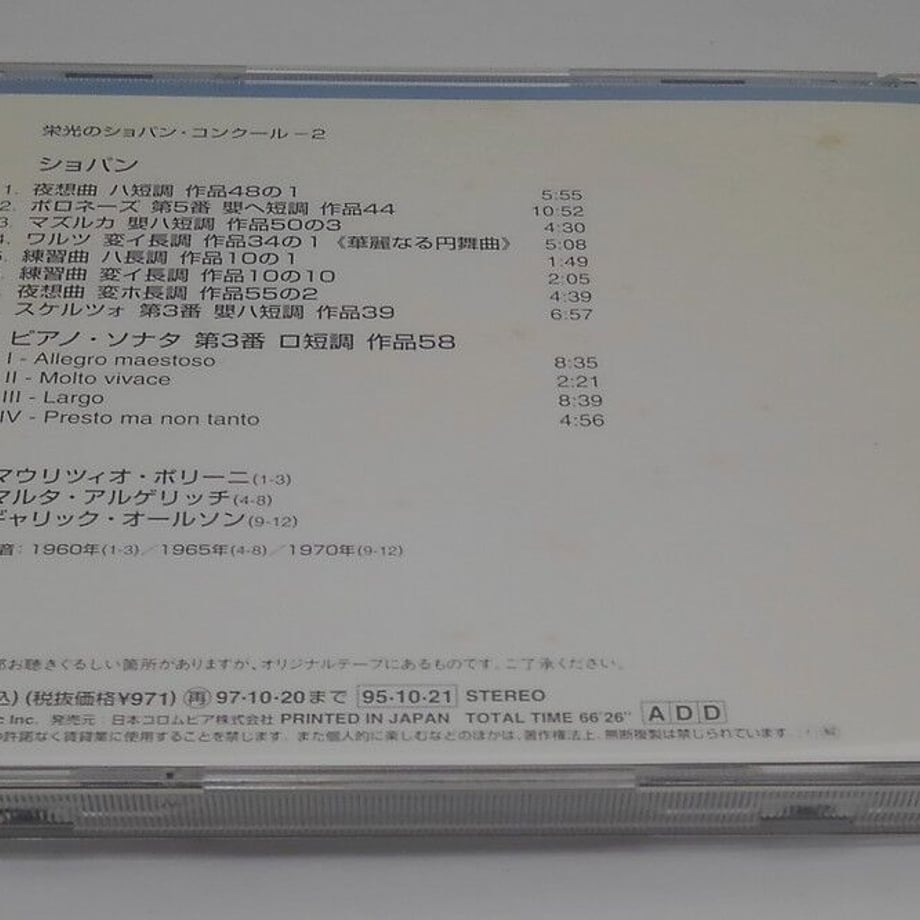 栄光のショパン・コンクール－2
ショパン
1. 夜想曲 ハ短調 作品48の1 5:55
2. ポロネーズ 第5番 嬰ヘ短調 作品44 10:52
3. マズルカ 嬰ハ短調 作品50の3 4:30
4. ワルツ 変イ長調 作品34の1《華麗なる円舞曲》 5:08
練習曲 ハ長調 作品10の1 1:49
練習曲 変イ長調 作品10の10 2:05
夜想曲 変ホ長調 作品55の2 4:39
スケルツォ 第3番 嬰ハ短調 作品39 6:57
ピアノ・ソナタ 第3番 ロ短調 作品58
I - Allegro maestoso 8:35
II - Molto vivace 2:21
III - Largo 8:39
IV - Presto ma non tanto 4:56
マウリツィオ・ポリーニ(1-3)
マルタ・アルゲリッチ(4-8)
ギャリック・オールソン(9-12)
音：1960年(1-3)／1965年(4-8)／1970年(9-12)
お聴きぐるしい箇所がありますが、オリジナルテープにあるものです。ご了承ください。
込) (税抜価格¥971) 再 97・10・20まで 95・10・21 STEREO
c Inc. 発売元：日本コロムビア株式会社 PRINTED IN JAPAN TOTAL TIME 66'26" ADD
許諾なく賃貸業に使用することを禁じます。また個人的に楽しむなどのほかは、著作権法上、無断複製は禁じられています。